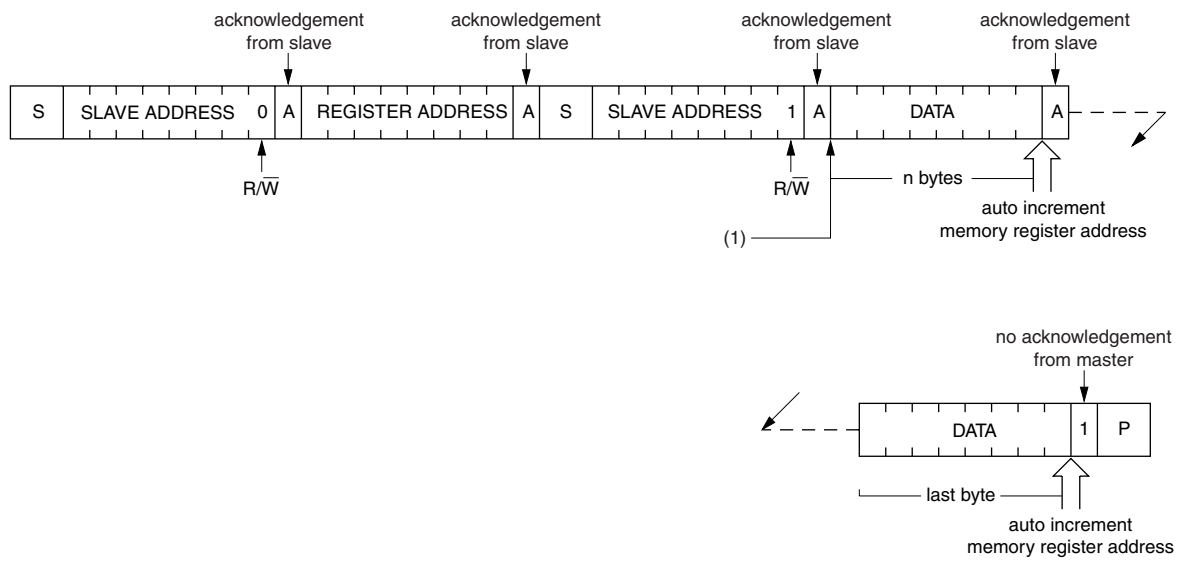 acknowledgement
from slave
acknowledgement
from slave
acknowledgement
from slave
acknowledgement
from slave
S SLAVE ADDRESS 0 A REGISTER ADDRESS A S SLAVE ADDRESS 1 A DATA A
R/W̅
R/W̅
n bytes
auto increment
memory register address
(1)
no acknowledgement
from master
DATA 1 P
last byte
auto increment
memory register address